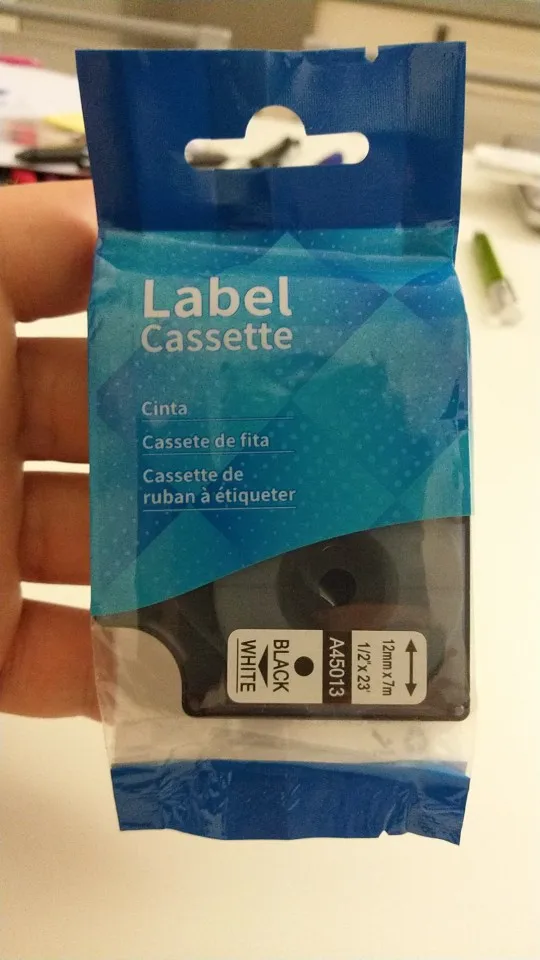 Label
Cassette
Cinta
Cassete de fita
Cassette de
ruban à étiqueter
12mm x 7m
1/2" x 23'
A45013
BLACK
WHITE